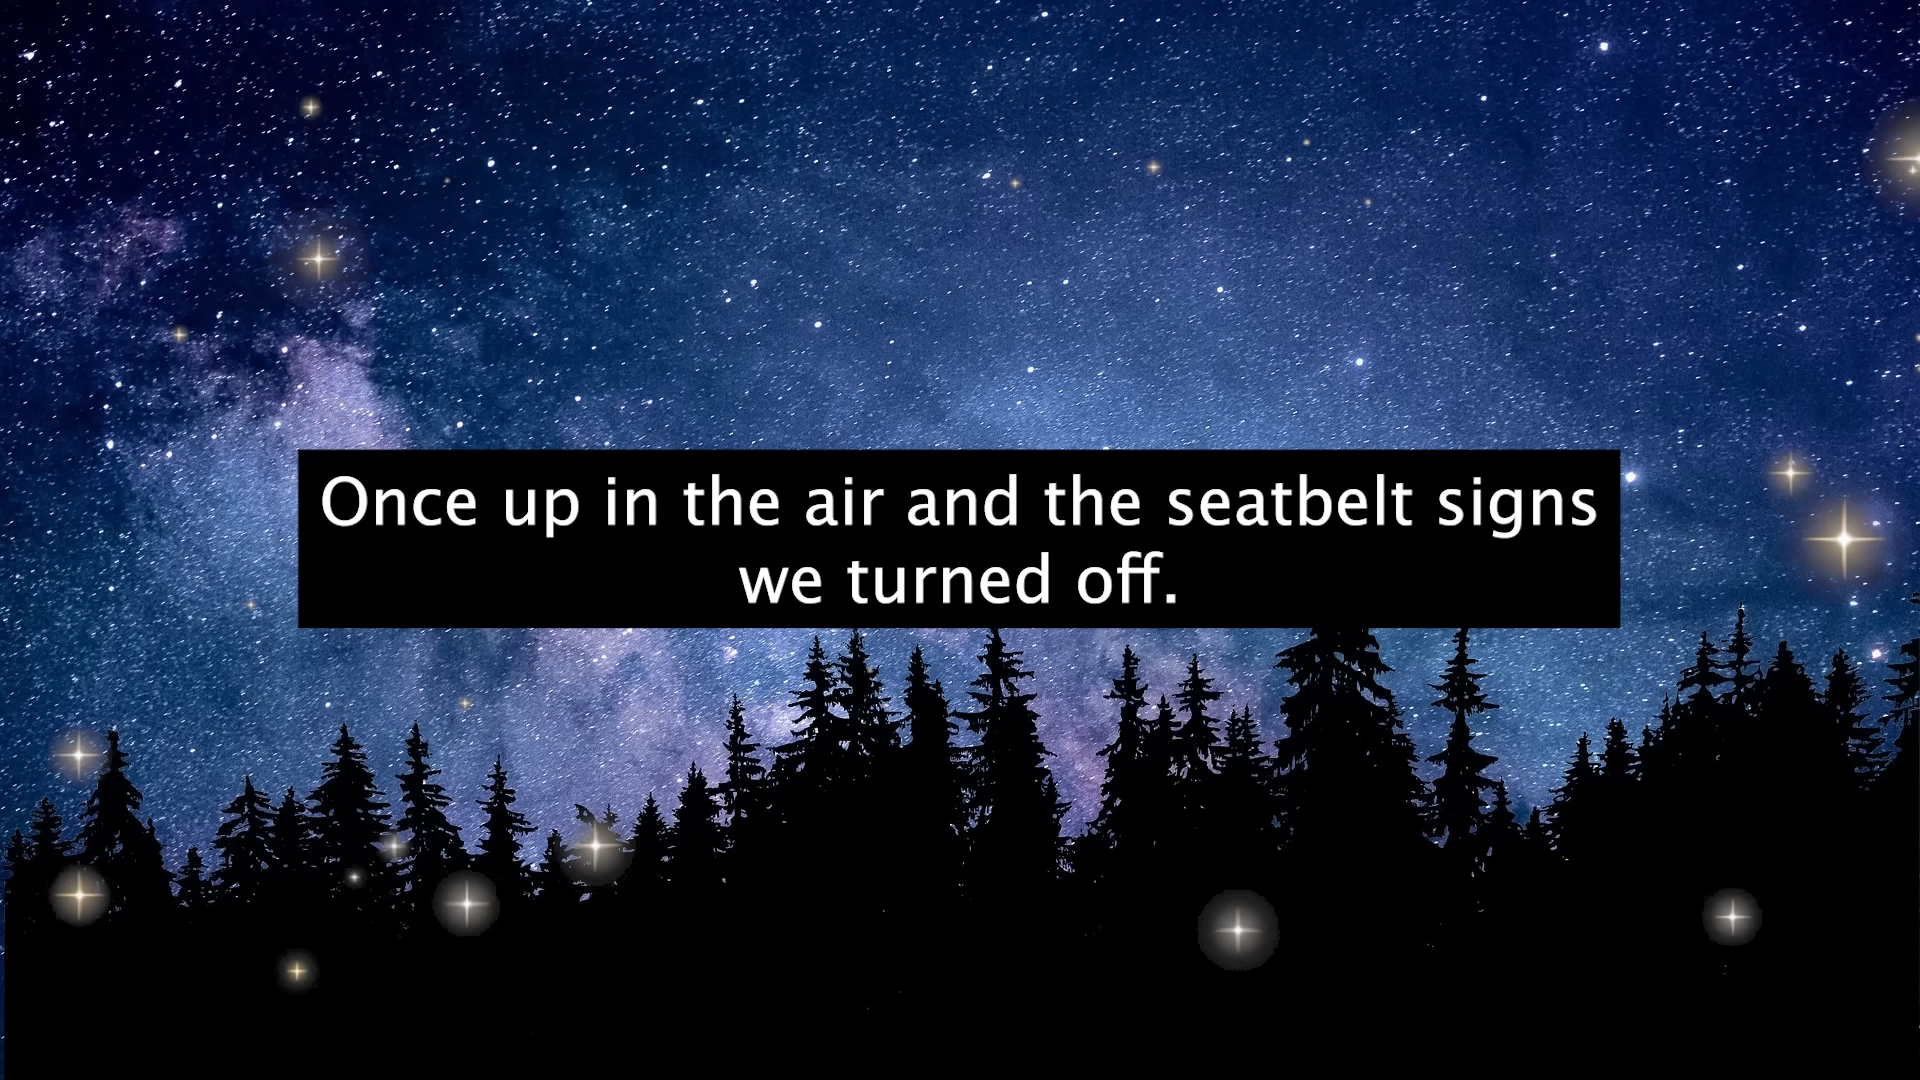 Once up in the air and the seatbelt signs
we turned off.